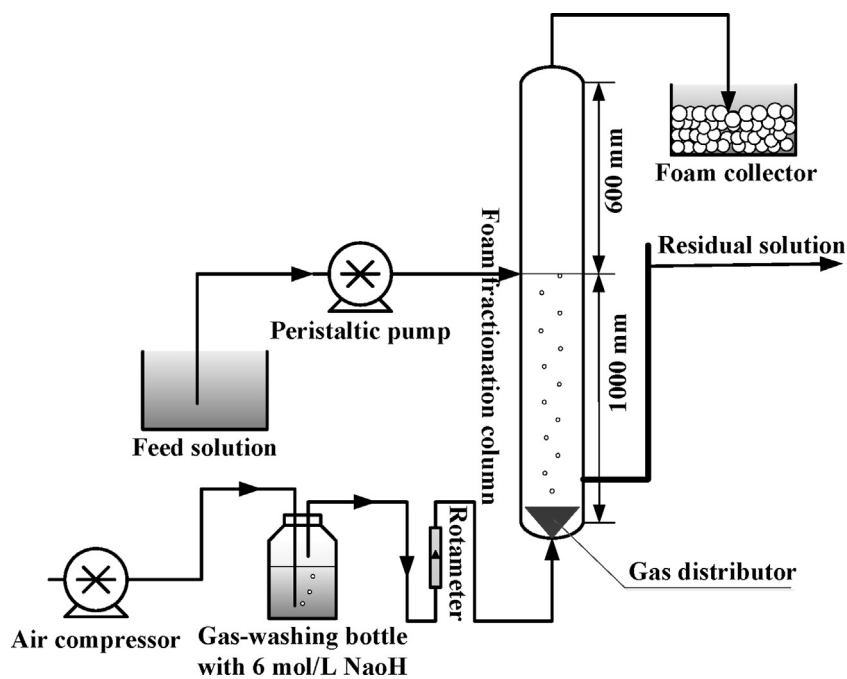 Foam collector
600 mm
Foam fractionation column
Residual solution
Peristaltic pump
1000 mm
Feed solution
Rotameter
Gas distributor
Air compressor
Gas-washing bottle
with 6 mol/L NaoH